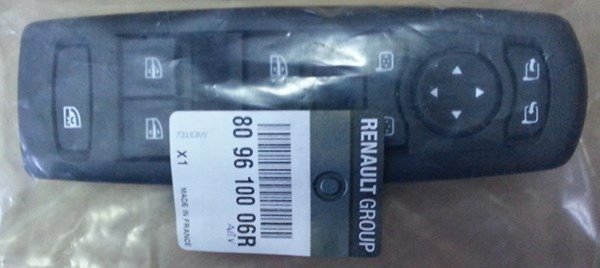 RENAULT GROUP
80 96 100 06R
X1
MADE IN FRANCE